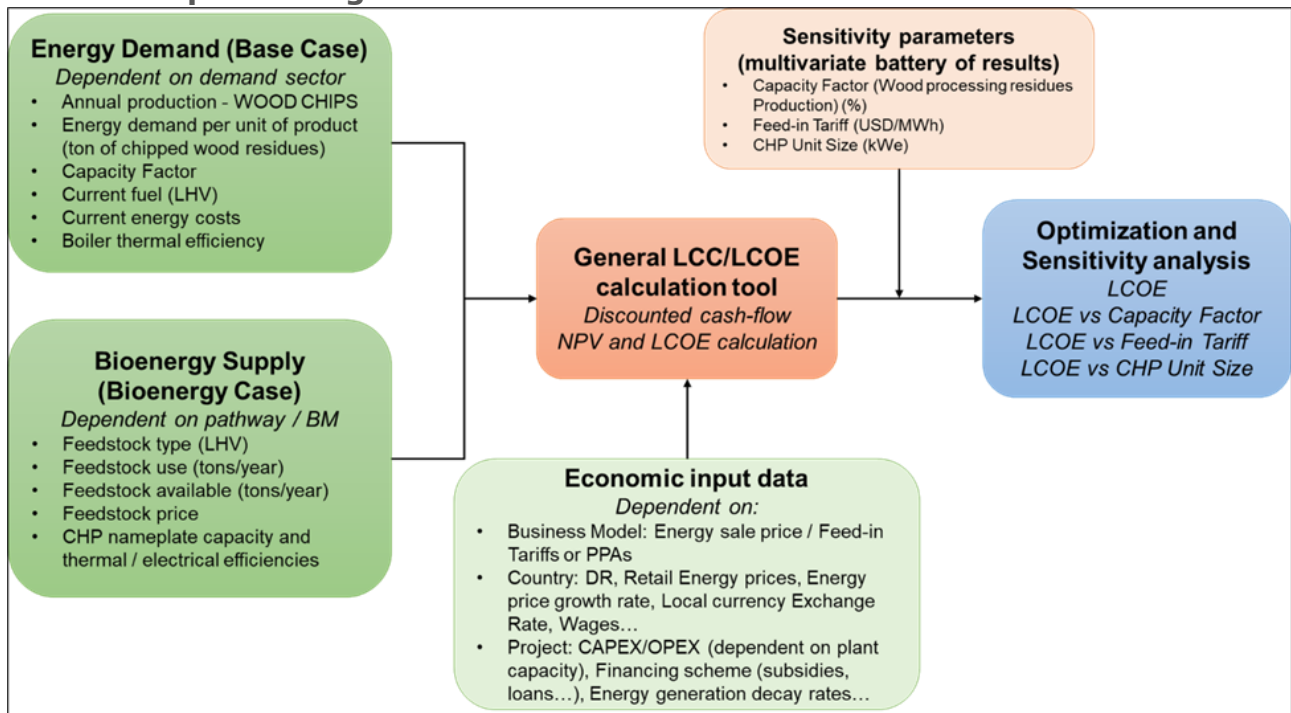 Energy Demand (Base Case)
Dependent on demand sector
• Annual production - WOOD CHIPS
• Energy demand per unit of product
(ton of chipped wood residues)
• Capacity Factor
• Current fuel (LHV)
• Current energy costs
• Boiler thermal efficiency
Bioenergy Supply
(Bioenergy Case)
Dependent on pathway / BM
• Feedstock type (LHV)
• Feedstock use (tons/year)
• Feedstock available (tons/year)
• Feedstock price
• CHP nameplate capacity and
thermal / electrical efficiencies
General LCC/LCOE
calculation tool
Discounted cash-flow
NPV and LCOE calculation
Sensitivity parameters
(multivariate battery of results)
• Capacity Factor (Wood processing residues
Production) (%)
• Feed-in Tariff (USD/MWh)
• CHP Unit Size (kWe)
Economic input data
Dependent on:
• Business Model: Energy sale price / Feed-in
Tariffs or PPAs
• Country: DR, Retail Energy prices, Energy
price growth rate, Local currency Exchange
Rate, Wages…
• Project: CAPEX/OPEX (dependent on plant
capacity), Financing scheme (subsidies,
loans…), Energy generation decay rates…
Optimization and
Sensitivity analysis
LCOE
LCOE vs Capacity Factor
LCOE vs Feed-in Tariff
LCOE vs CHP Unit Size